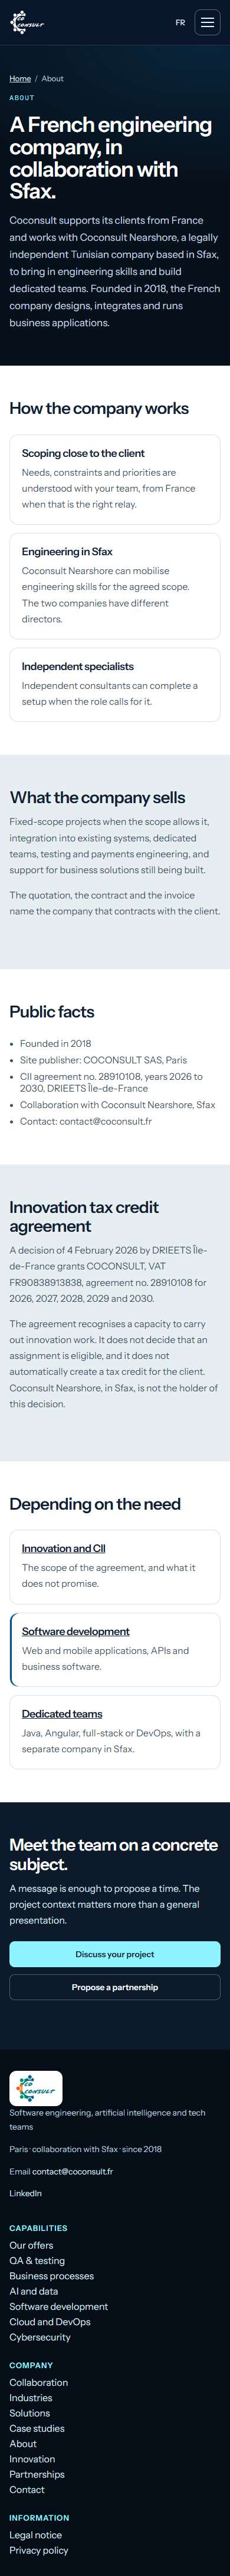 CO CONSULT
FR
Home / About
ABOUT
A French engineering
company, in
collaboration with
Sfax.
Coconsult supports its clients from France
and works with Coconsult Nearshore, a legally
independent Tunisian company based in Sfax,
to bring in engineering skills and build
dedicated teams. Founded in 2018, the French
company designs, integrates and runs
business applications.
How the company works
Scoping close to the client
Needs, constraints and priorities are
understood with your team, from France
when that is the right relay.
Engineering in Sfax
Coconsult Nearshore can mobilise
engineering skills for the agreed scope.
The two companies have different
directors.
Independent specialists
Independent consultants can complete a
setup when the role calls for it.
What the company sells
Fixed-scope projects when the scope allows it,
integration into existing systems, dedicated
teams, testing and payments engineering, and
support for business solutions still being built.
The quotation, the contract and the invoice
name the company that contracts with the client.
Public facts
• Founded in 2018
• Site publisher: COCONSULT SAS, Paris
• CII agreement no. 28910108, years 2026 to
2030, DRIEETS Île-de-France
• Collaboration with Coconsult Nearshore, Sfax
• Contact: contact@coconsult.fr
Innovation tax credit
agreement
A decision of 4 February 2026 by DRIEETS Île-
de-France grants COCONSULT, VAT
FR90838913838, agreement no. 28910108 for
2026, 2027, 2028, 2029 and 2030.
The agreement recognises a capacity to carry
out innovation work. It does not decide that an
assignment is eligible, and it does not
automatically create a tax credit for the client.
Coconsult Nearshore, in Sfax, is not the holder of
this decision.
Depending on the need
Innovation and CII
The scope of the agreement, and what it
does not promise.
Software development
Web and mobile applications, APIs and
business software.
Dedicated teams
Java, Angular, full-stack or DevOps, with a
separate company in Sfax.
Meet the team on a concrete
subject.
A message is enough to propose a time. The
project context matters more than a general
presentation.
Discuss your project
Propose a partnership
CO CONSULT
Software engineering, artificial intelligence and tech
teams
Paris · collaboration with Sfax · since 2018
Email contact@coconsult.fr
LinkedIn
CAPABILITIES
Our offers
QA & testing
Business processes
AI and data
Software development
Cloud and DevOps
Cybersecurity
COMPANY
Collaboration
Industries
Solutions
Case studies
About
Innovation
Partnerships
Contact
INFORMATION
Legal notice
Privacy policy